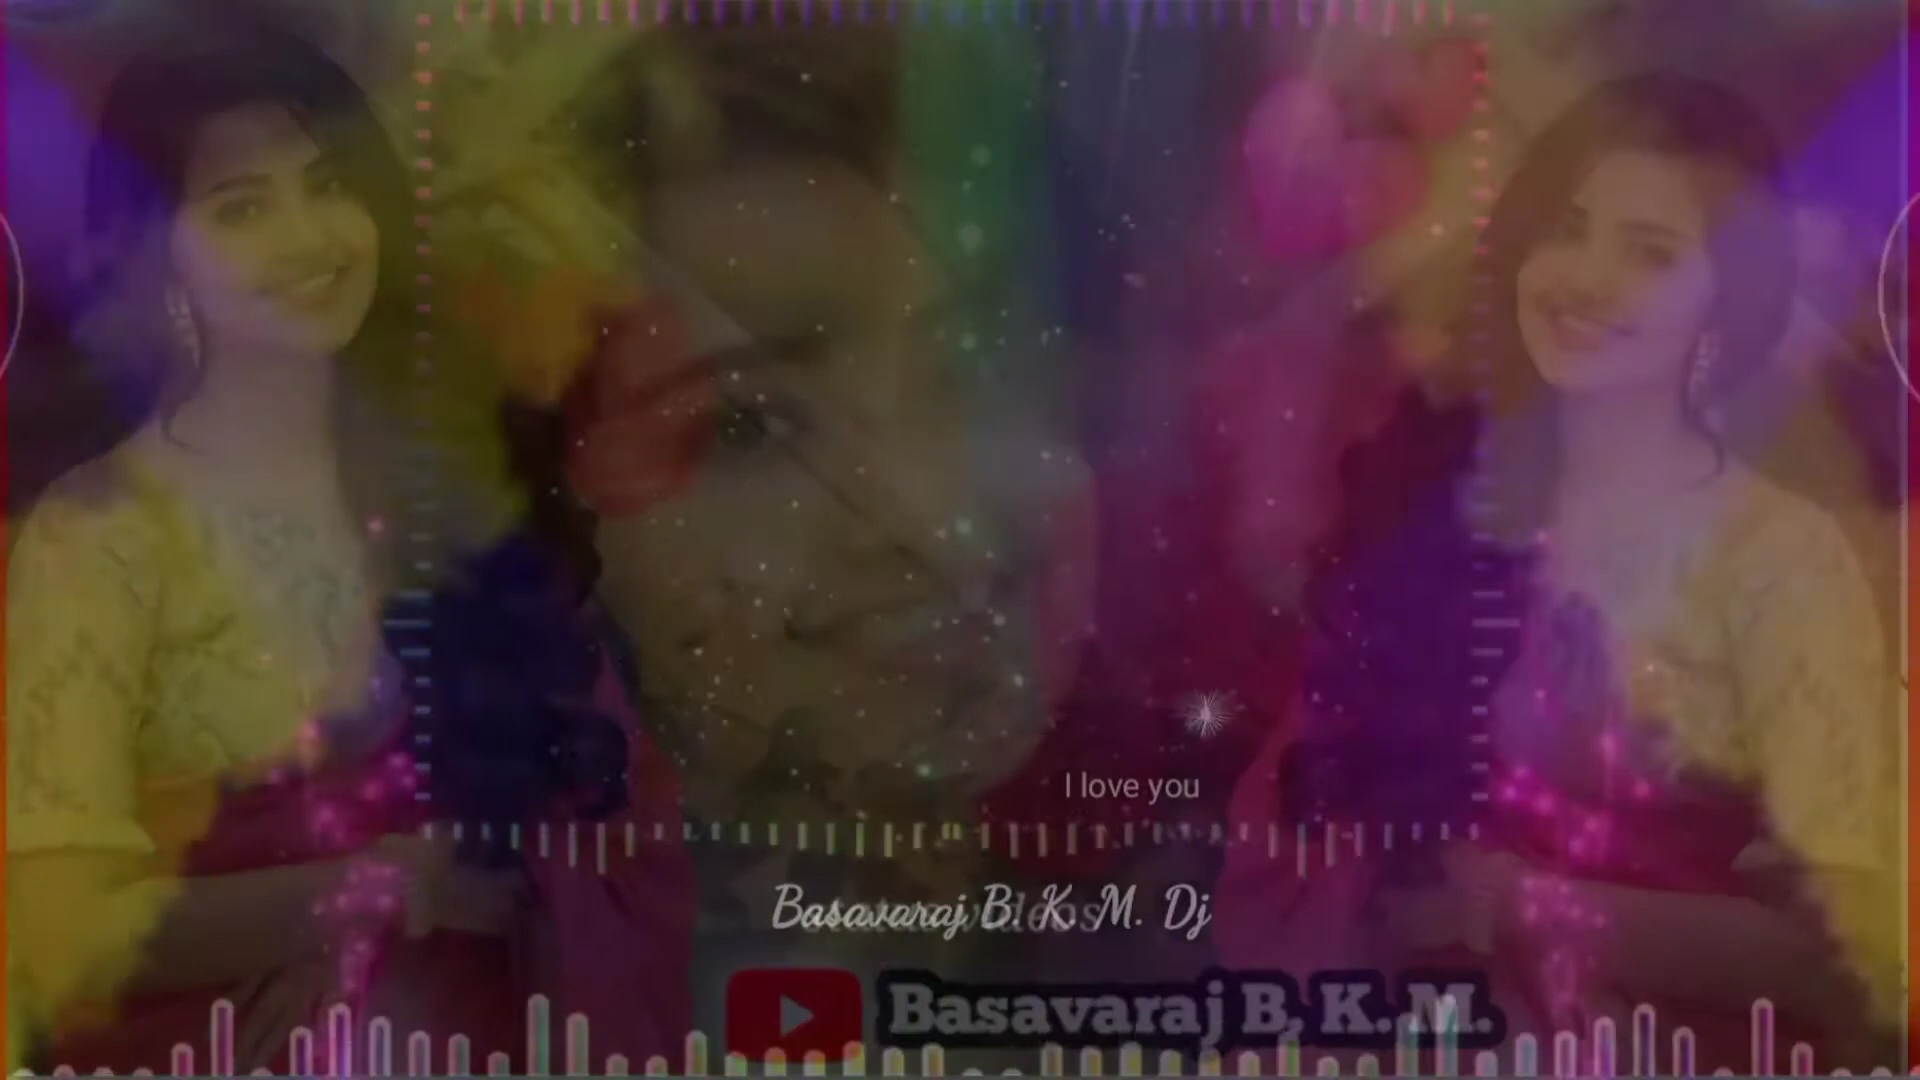 I love you
Basavaraj B. K. M. Dj
Basavaraj B. K. M.